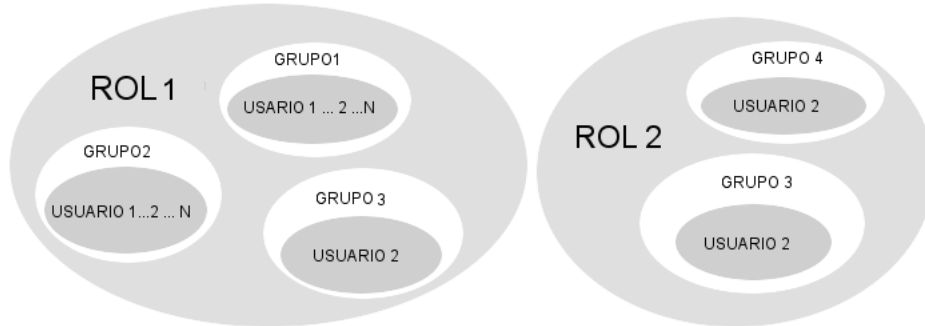 ROL 1
GRUPO1
USARIO 1 ... 2 ...N
GRUPO2
USUARIO 1...2 ... N
GRUPO 3
USUARIO 2
ROL 2
GRUPO 4
USUARIO 2
GRUPO 3
USUARIO 2